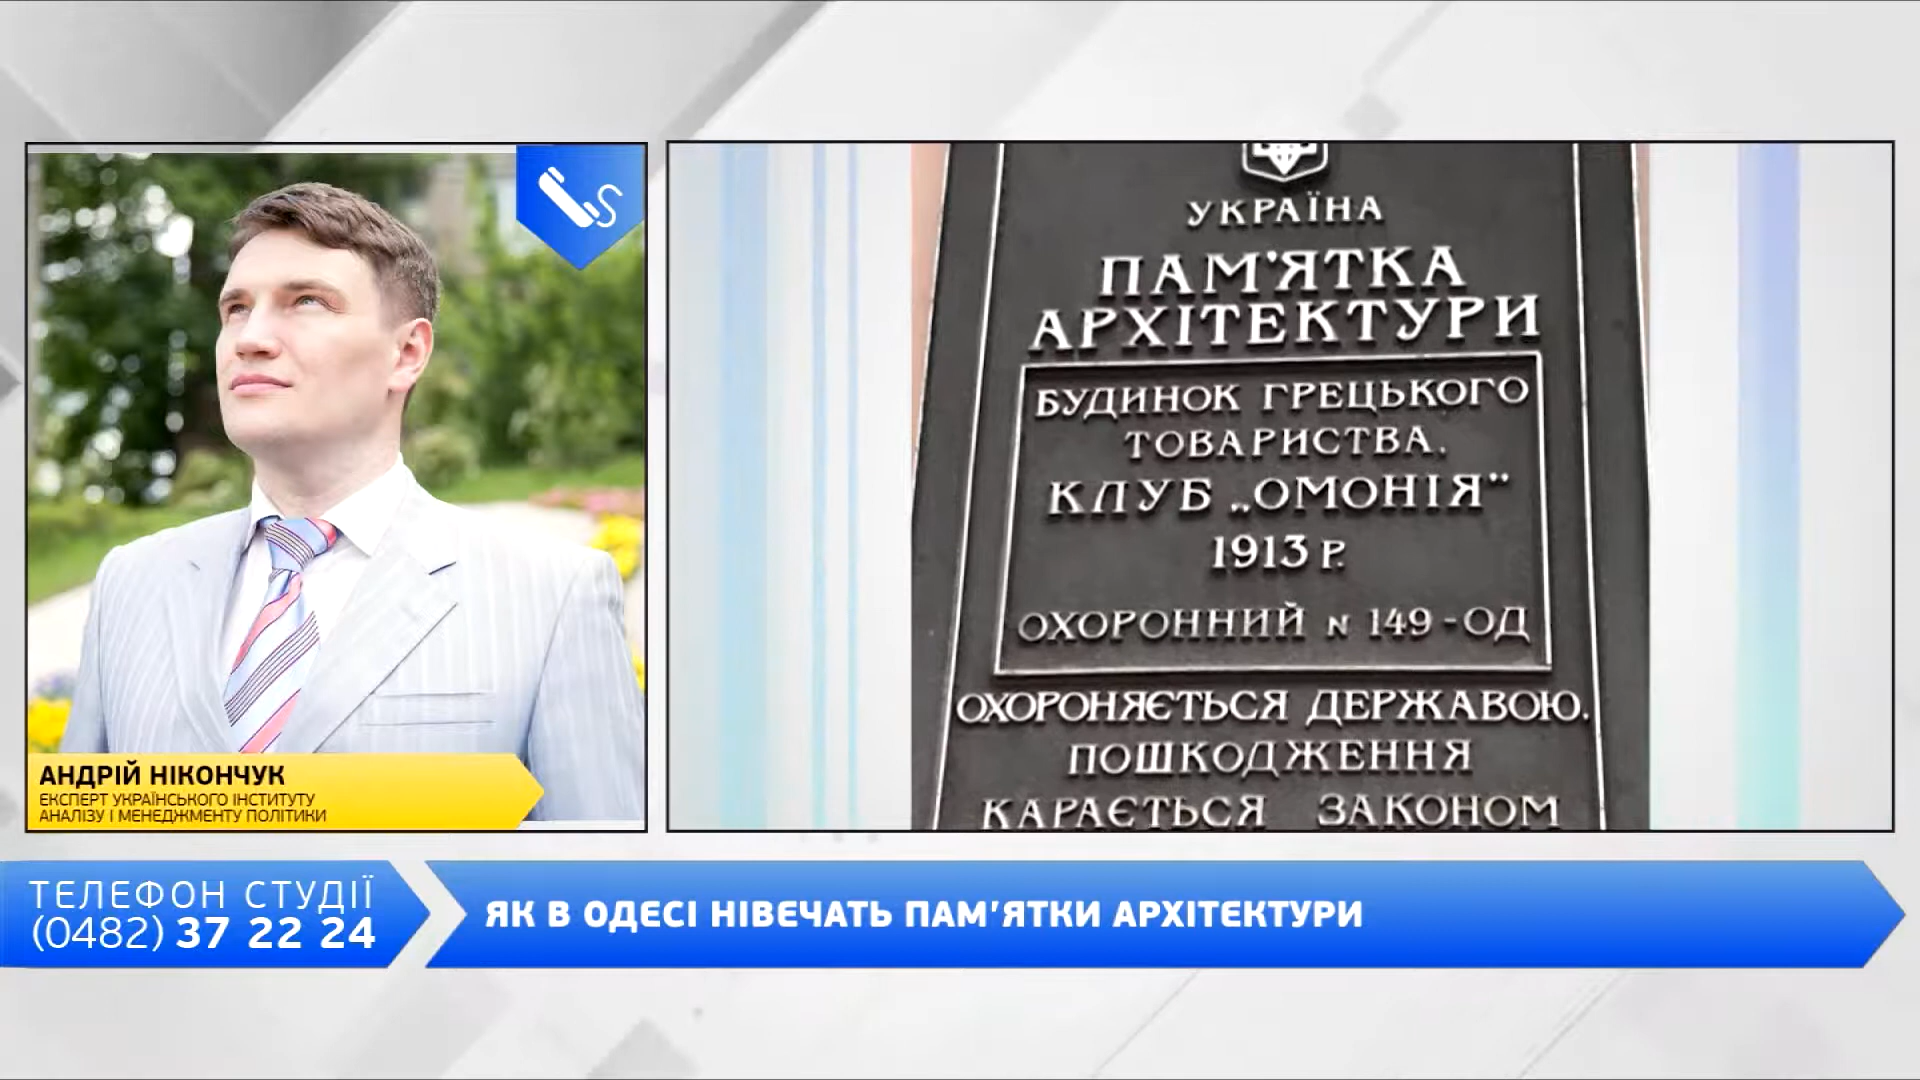 АНДРІЙ НІКОНЧУК
ЕКСПЕРТ УКРАЇНСЬКОГО ІНСТИТУТУ
АНАЛІЗУ І МЕНЕДЖМЕНТУ ПОЛІТИКИ
УКРАЇНА
ПАМ'ЯТКА
АРХІТЕКТУРИ
БУДИНОК ГРЕЦЬКОГО
ТОВАРИСТВА.
КЛУБ „ОМОНІЯ"
1913 Р.
ОХОРОННИЙ N 149-ОД
ОХОРОНЯЄТЬСЯ ДЕРЖАВОЮ.
ПОШКОДЖЕННЯ
КАРАЄТЬСЯ ЗАКОНОМ
ТЕЛЕФОН СТУДІЇ
(0482) 37 22 24
ЯК В ОДЕСІ НІВЕЧАТЬ ПАМ'ЯТКИ АРХІТЕКТУРИ